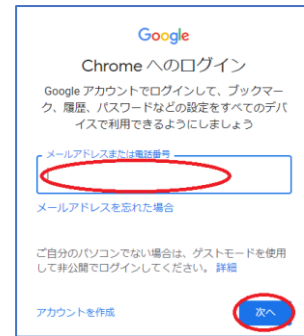 Google
Chrome へのログイン
Google アカウントでログインして、ブックマー
ク、履歴、パスワードなどの設定をすべてのデバ
イスで利用できるようにしましょう
メールアドレスまたは電話番号
メールアドレスを忘れた場合
ご自分のパソコンでない場合は、ゲストモードを使用
して非公開でログインしてください。 詳細
アカウントを作成
次へ